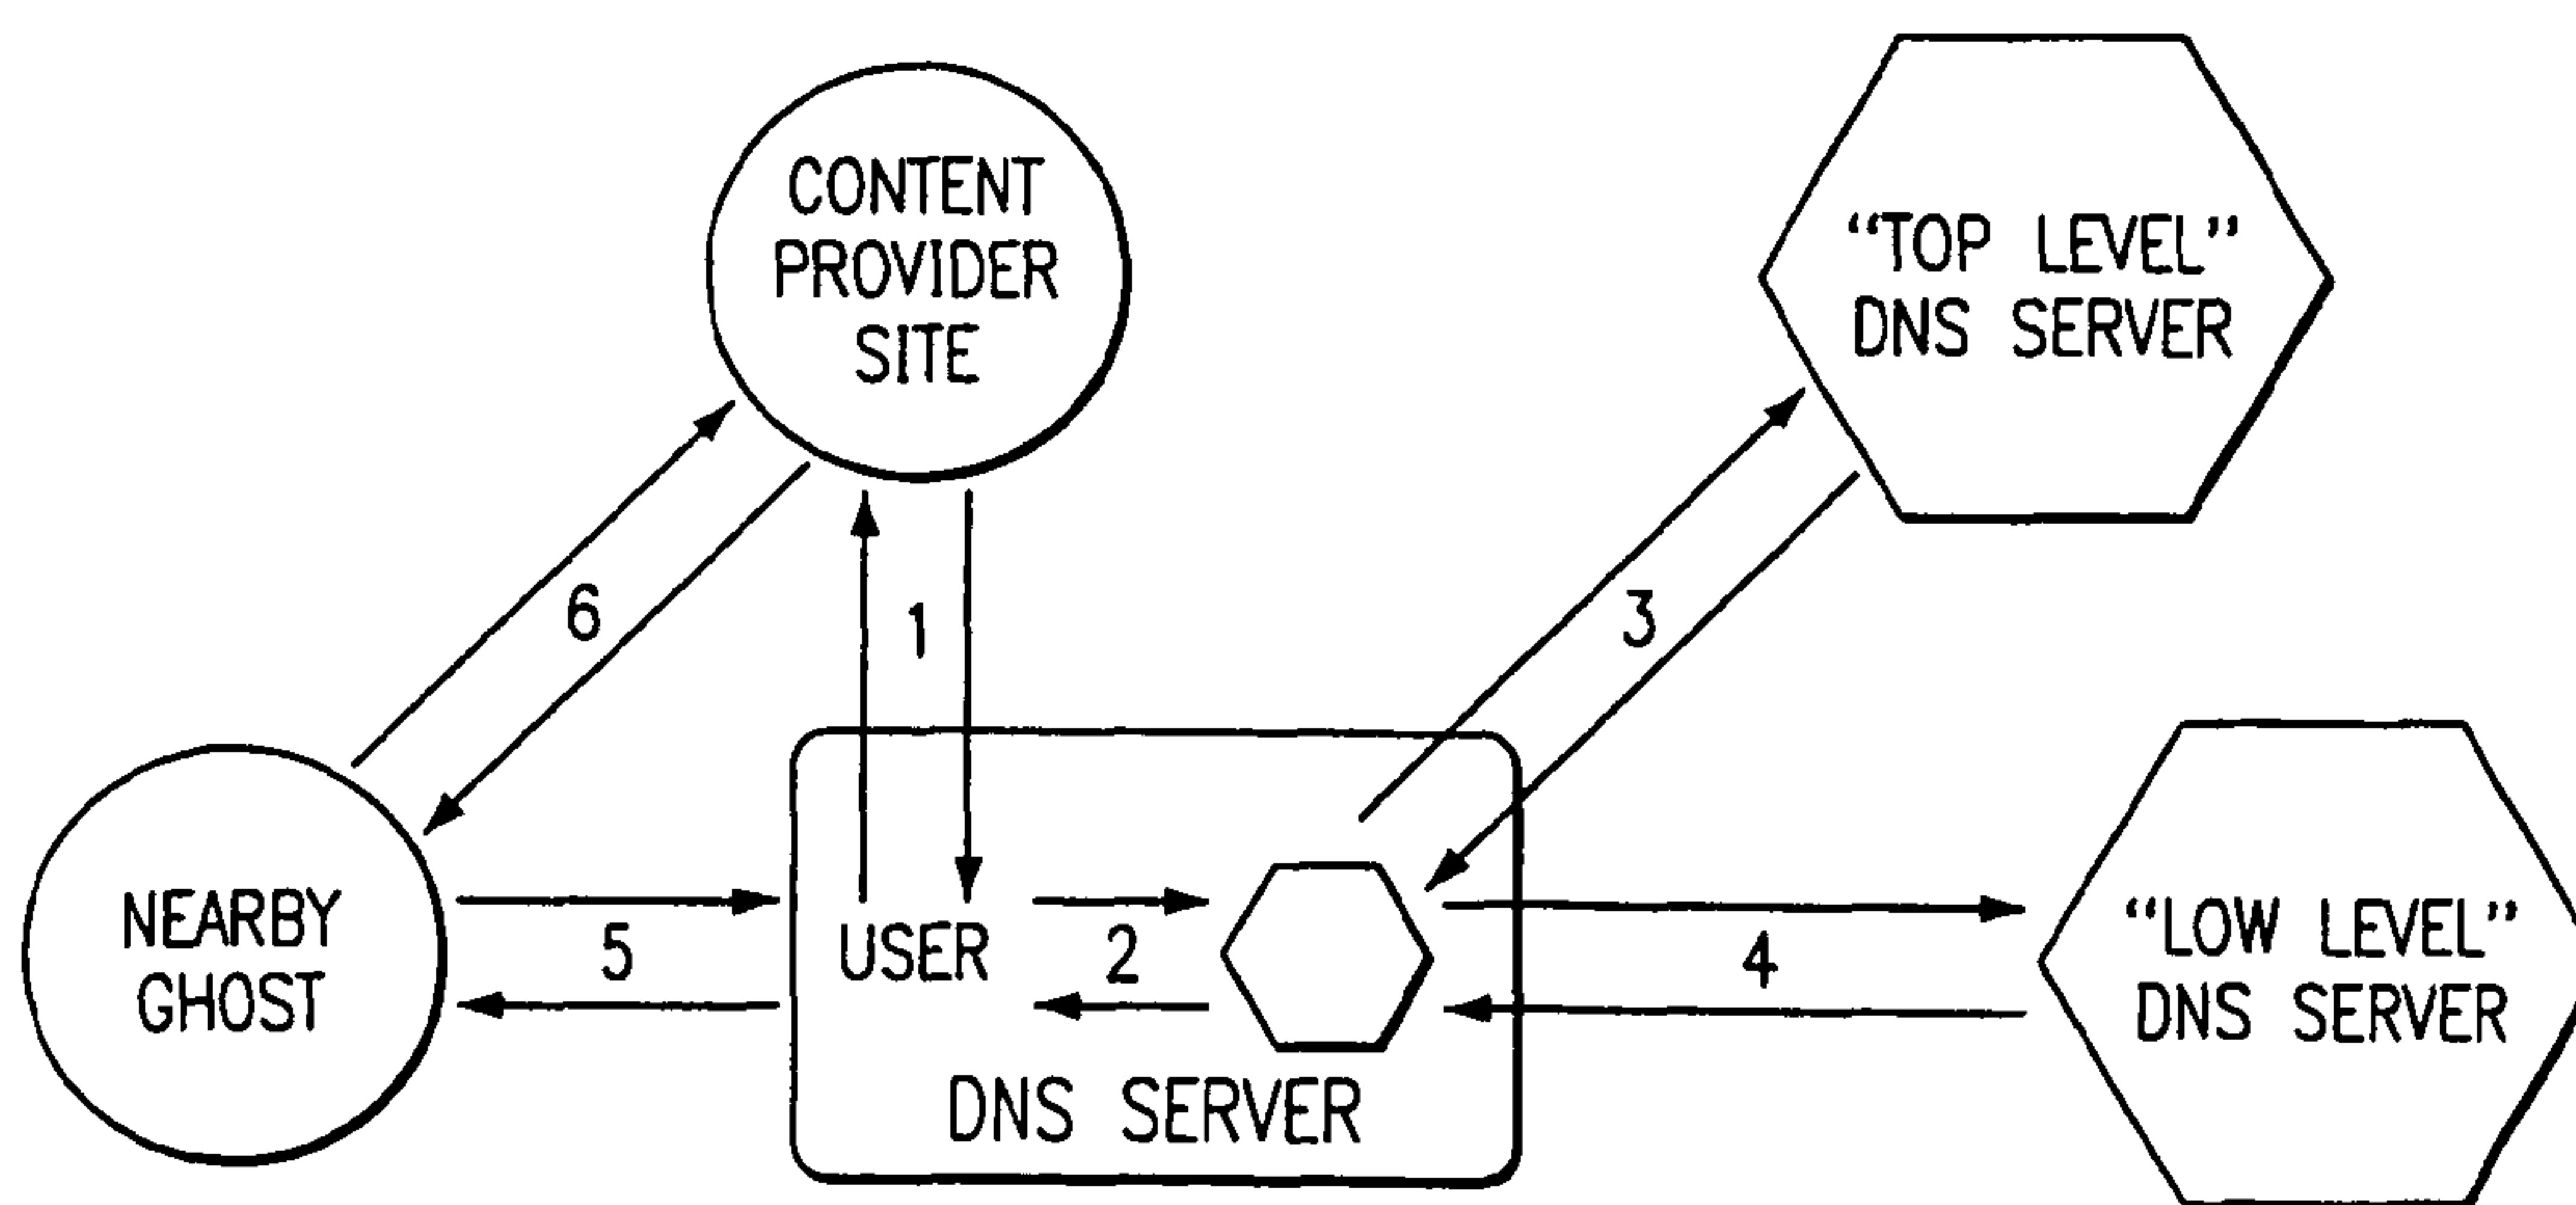 CONTENT
PROVIDER
SITE
“TOP LEVEL”
DNS SERVER
6
1
3
NEARBY
GHOST
5
USER
2
4
“LOW LEVEL”
DNS SERVER
DNS SERVER